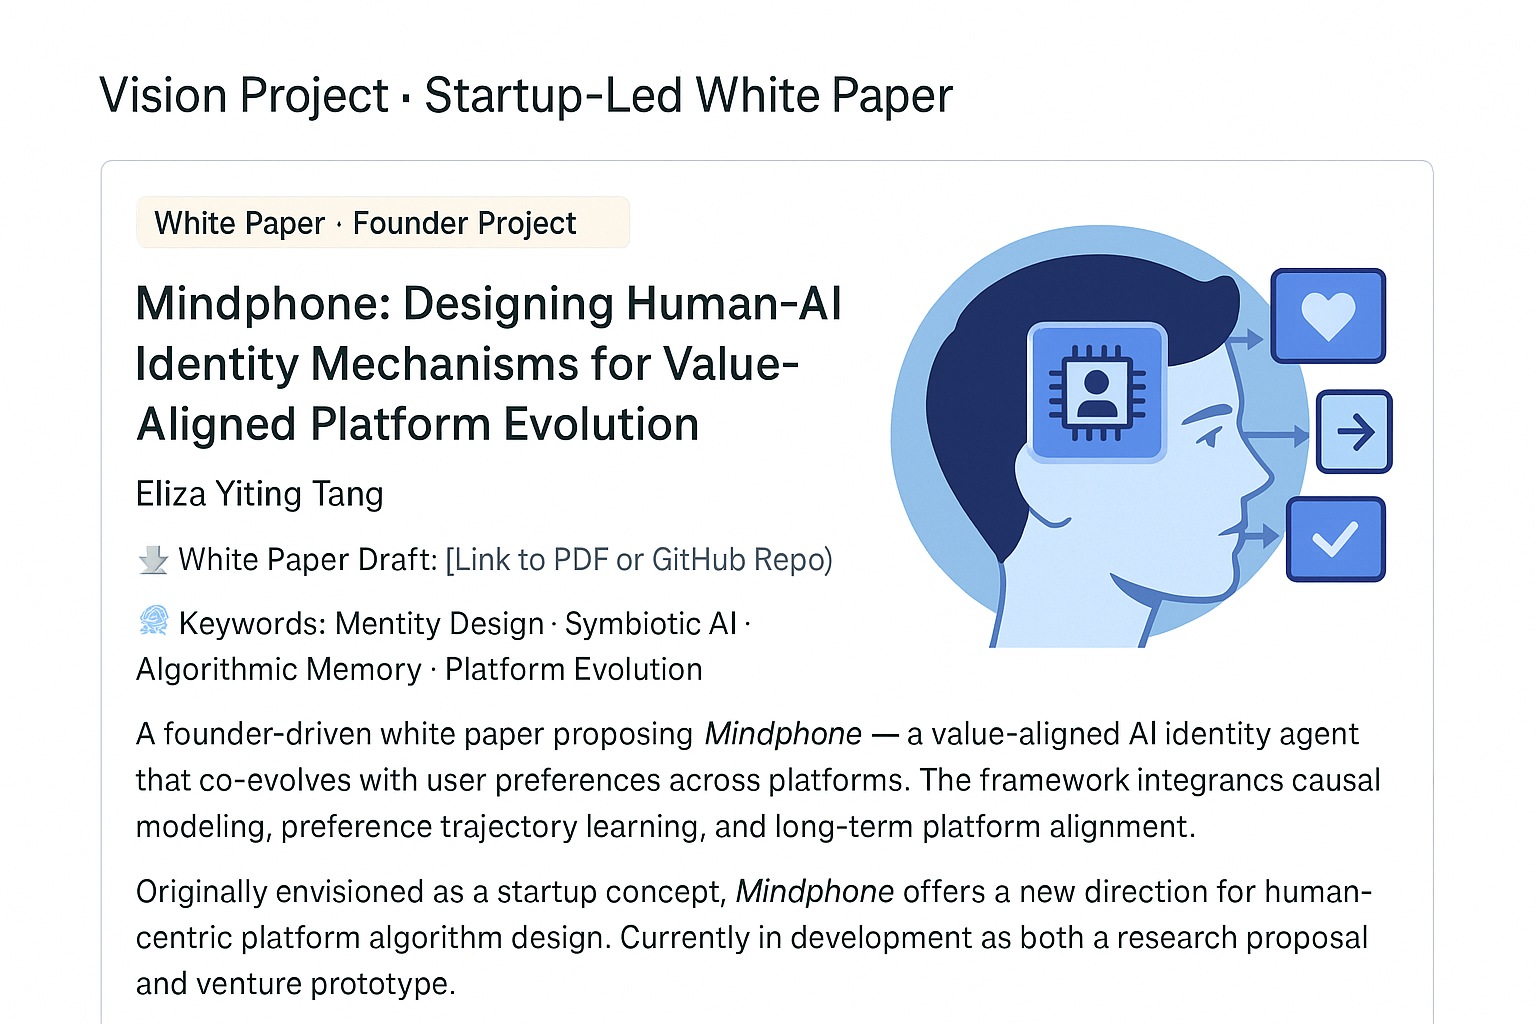 Vision Project · Startup-Led White Paper
White Paper · Founder Project
Mindphone: Designing Human-AI
Identity Mechanisms for Value-
Aligned Platform Evolution
Eliza Yiting Tang
White Paper Draft: [Link to PDF or GitHub Repo)
Keywords: Mentity Design · Symbiotic AI ·
Algorithmic Memory · Platform Evolution
A founder-driven white paper proposing Mindphone — a value-aligned AI identity agent
that co-evolves with user preferences across platforms. The framework integrancs causal
modeling, preference trajectory learning, and long-term platform alignment.
Originally envisioned as a startup concept, Mindphone offers a new direction for human-
centric platform algorithm design. Currently in development as both a research proposal
and venture prototype.